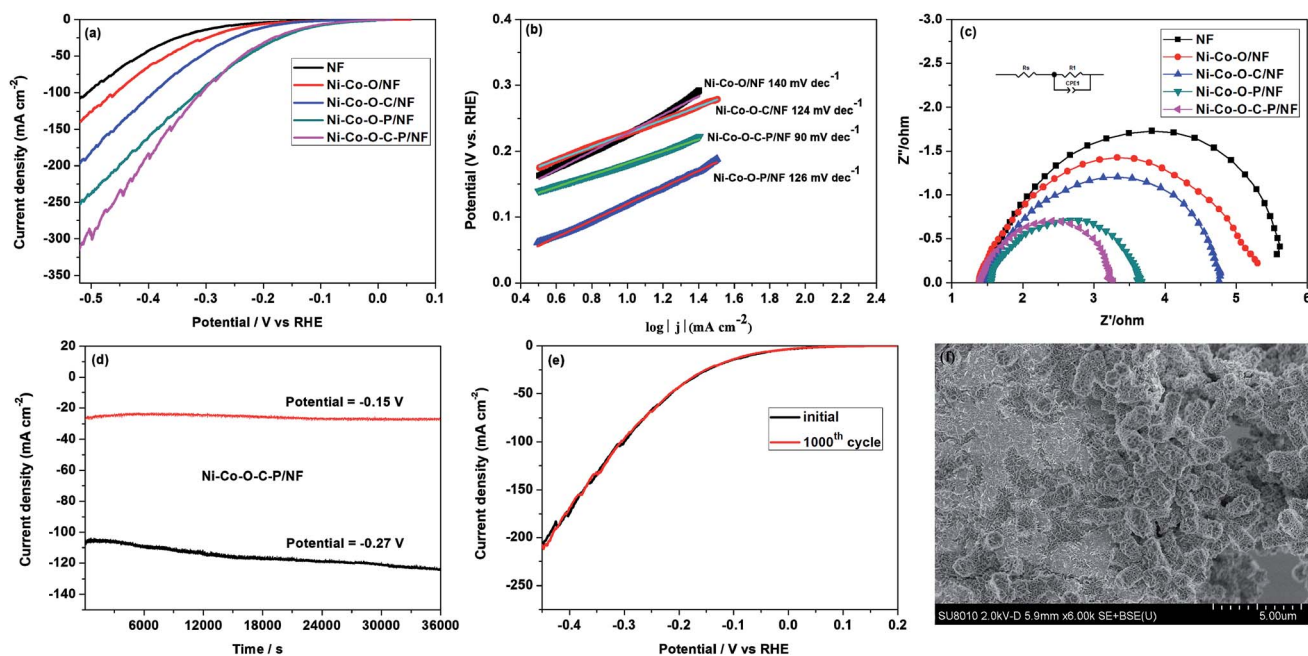 (a)
0
-50
-100
-150
-200
-250
-300
-350
Current density (mA cm⁻²)
NF
Ni-Co-O/NF
Ni-Co-O-C/NF
Ni-Co-O-P/NF
Ni-Co-O-C-P/NF
-0.5 -0.4 -0.3 -0.2 -0.1 0.0 0.1
Potential / V vs RHE
(b)
0.4
0.3
0.2
0.1
0.0
Potential (V vs. RHE)
Ni-Co-O/NF 140 mV dec⁻¹
Ni-Co-O-C/NF 124 mV dec⁻¹
Ni-Co-O-C-P/NF 90 mV dec⁻¹
Ni-Co-O-P/NF 126 mV dec⁻¹
0.4 0.6 0.8 1.0 1.2 1.4 1.6 1.8 2.0 2.2 2.4
log| j |(mA cm⁻²)
(c)
-3.0
-2.5
-2.0
-1.5
-1.0
-0.5
0.0
Z''/ohm
Rs
R1
CPE1
NF
Ni-Co-O/NF
Ni-Co-O-C/NF
Ni-Co-O-P/NF
Ni-Co-O-C-P/NF
1 2 3 4 5 6
Z'/ohm
(d)
20
0
-20
-40
-60
-80
-100
-120
-140
Current density (mA cm⁻²)
Potential = -0.15 V
Ni-Co-O-C-P/NF
Potential = -0.27 V
6000 12000 18000 24000 30000 36000
Time / s
(e)
0
-50
-100
-150
-200
-250
Current density (mA cm⁻²)
initial
1000ᵗʰ cycle
-0.4 -0.3 -0.2 -0.1 0.0 0.1 0.2
Potential / V vs RHE
(f)
SU8010 2.0kV-D 5.9mm x6.00k SE+BSE(U)
5.00um